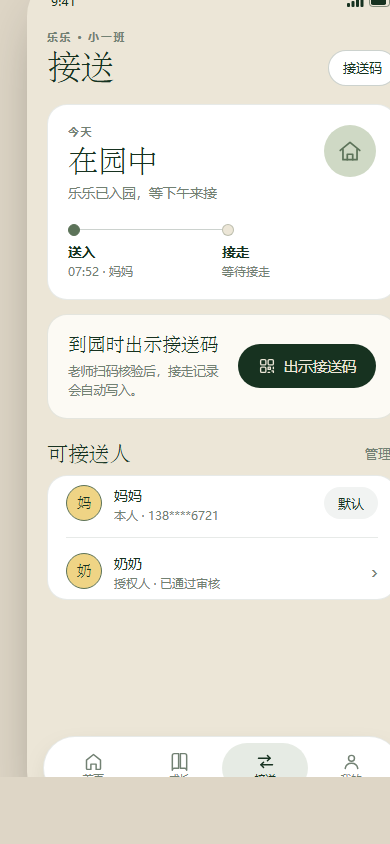 9:41
乐乐 · 小一班
接送
接送码
今天
在园中
乐乐已入园，等下午来接
送入
接走
07:52 · 妈妈
等待接走
到园时出示接送码
老师扫码核验后，接走记录
会自动写入。
出示接送码
可接送人
管理
妈
妈妈
本人 · 138****6721
默认
奶
奶奶
授权人 · 已通过审核